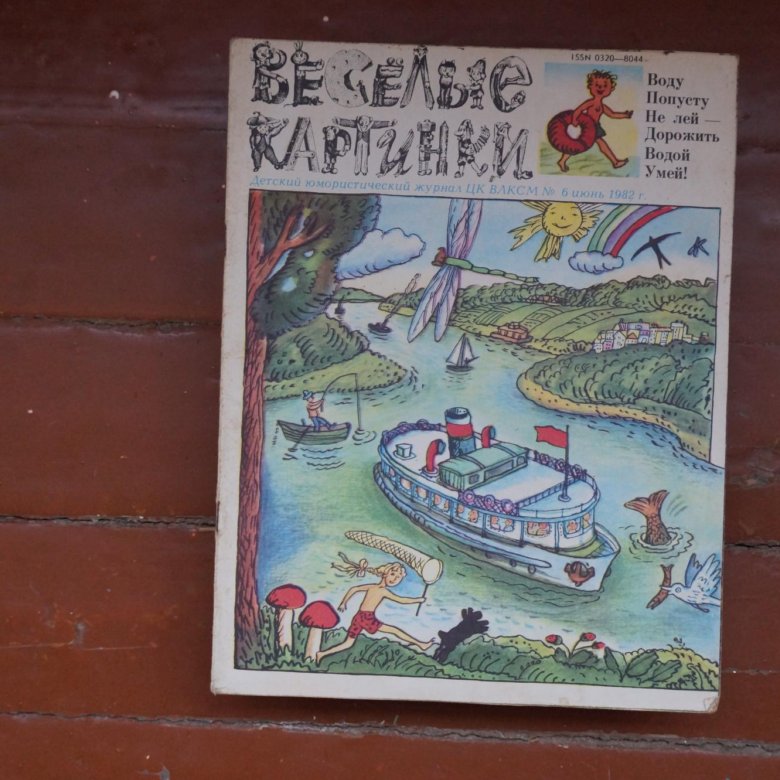 ВЕСЁЛЫЕ
КАРТИНКИ
ISSN 0320—8044
Воду
Попусту
Не лей —
Дорожить
Водой
Умей!
Детский юмористический журнал ЦК ВЛКСМ № 6 июнь 1982 г.